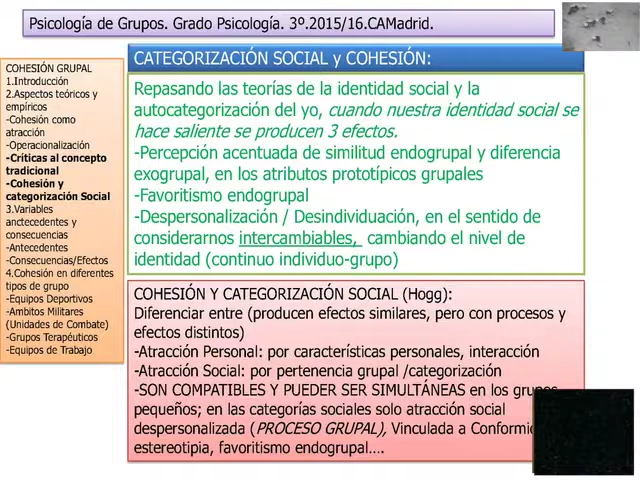 Psicología de Grupos. Grado Psicología. 3º.2015/16.CAMadrid.
COHESIÓN GRUPAL
1.Introducción
2.Aspectos teóricos y
empíricos
-Cohesión como
atracción
-Operacionalización
-Críticas al concepto
tradicional
-Cohesión y
categorización Social
3.Variables
anctecedentes y
consecuencias
-Antecedentes
-Consecuencias/Efectos
4.Cohesión en diferentes
tipos de grupo
-Equipos Deportivos
-Ambitos Militares
(Unidades de Combate)
-Grupos Terapéuticos
-Equipos de Trabajo
CATEGORIZACIÓN SOCIAL y COHESIÓN:
Repasando las teorías de la identidad social y la
autocategorización del yo, cuando nuestra identidad social se
hace saliente se producen 3 efectos.
-Percepción acentuada de similitud endogrupal y diferencia
exogrupal, en los atributos prototípicos grupales
-Favoritismo endogrupal
-Despersonalización / Desindividuación, en el sentido de
considerarnos intercambiables, cambiando el nivel de
identidad (continuo individuo-grupo)
COHESIÓN Y CATEGORIZACIÓN SOCIAL (Hogg):
Diferenciar entre (producen efectos similares, pero con procesos y
efectos distintos)
-Atracción Personal: por características personales, interacción
-Atracción Social: por pertenencia grupal /categorización
-SON COMPATIBLES Y PUEDER SER SIMULTÁNEAS en los grupos
pequeños; en las categorías sociales solo atracción social
despersonalizada (PROCESO GRUPAL), Vinculada a
estereotipia, favoritismo endogrupal….